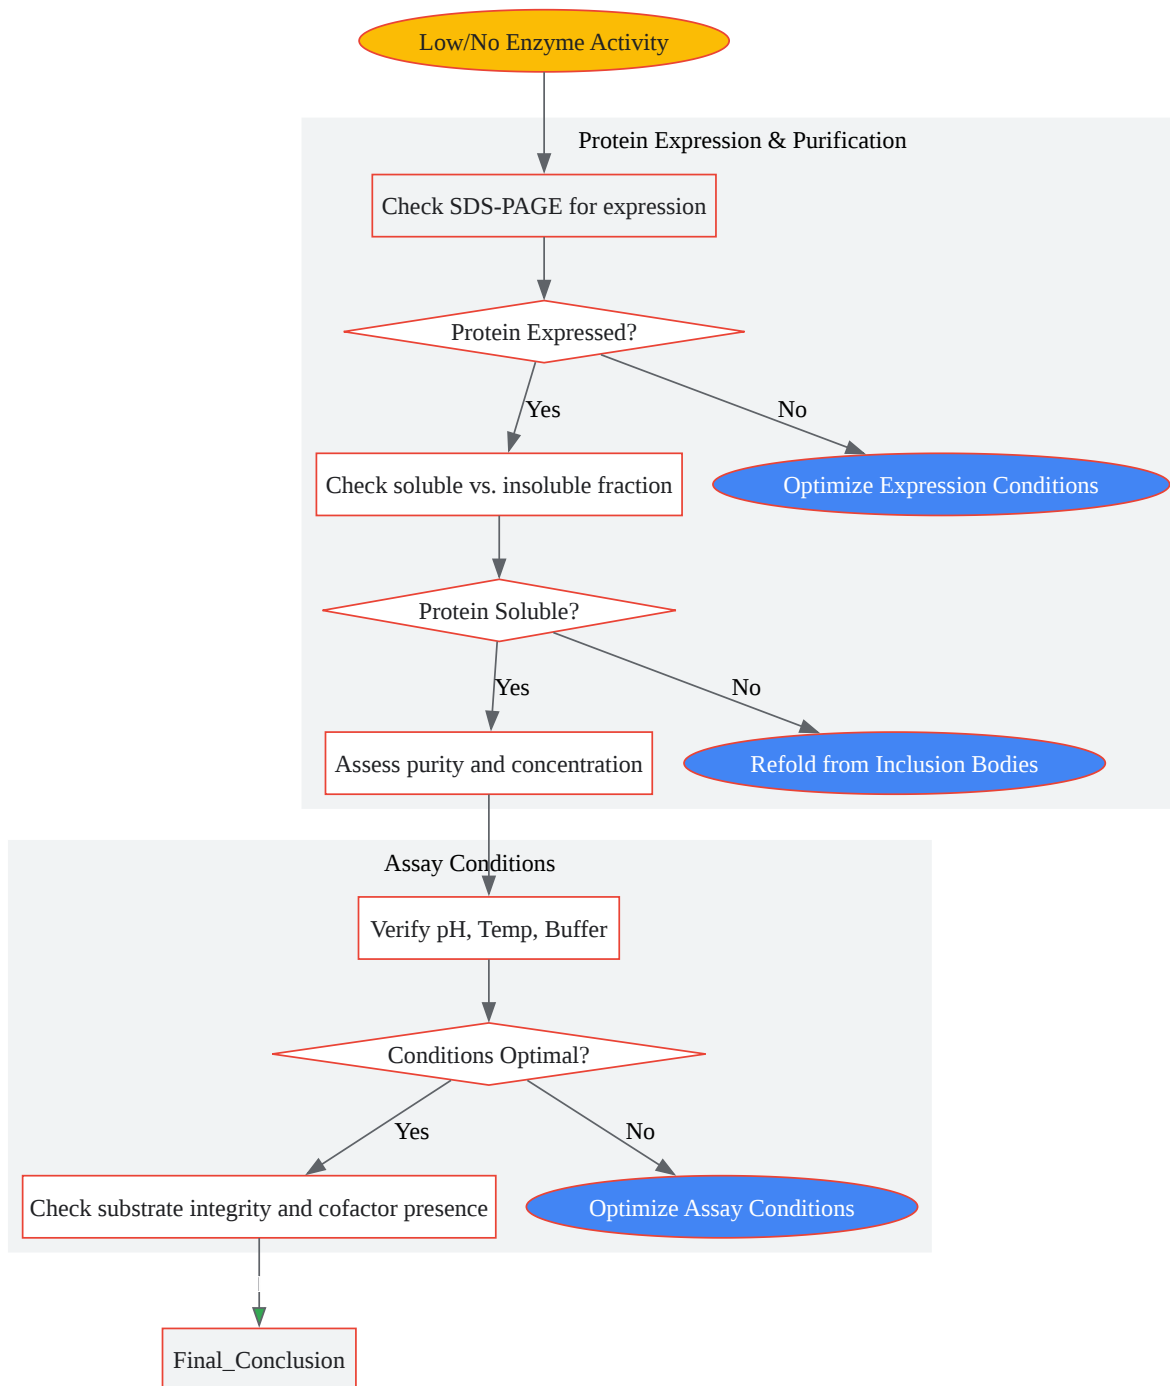 Low/No Enzyme Activity
Protein Expression & Purification
Check SDS-PAGE for expression
Protein Expressed?
Yes
No
Check soluble vs. insoluble fraction
Optimize Expression Conditions
Protein Soluble?
Yes
No
Assess purity and concentration
Refold from Inclusion Bodies
Assay Conditions
Verify pH, Temp, Buffer
Conditions Optimal?
Yes
No
Check substrate integrity and cofactor presence
Optimize Assay Conditions
Final_Conclusion